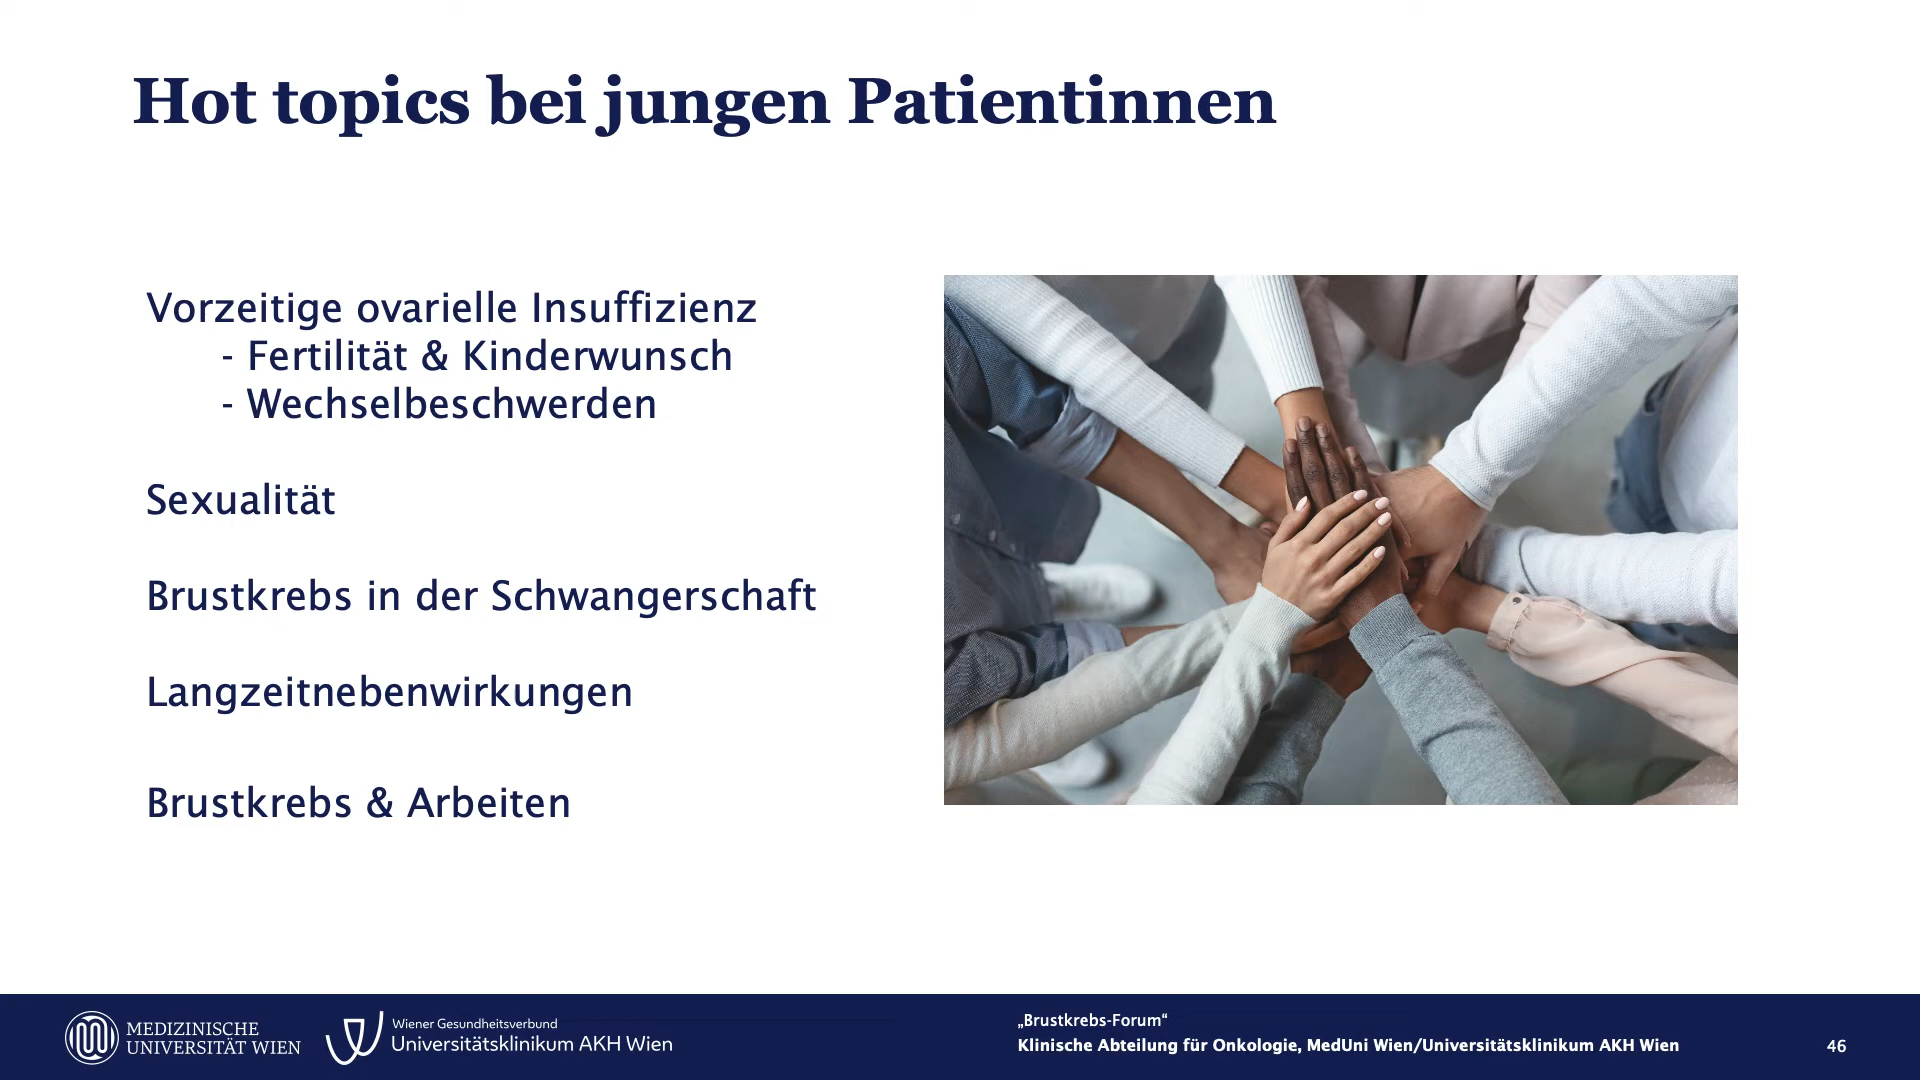 Hot topics bei jungen Patientinnen
Vorzeitige ovarielle Insuffizienz
- Fertilität & Kinderwunsch
- Wechselbeschwerden
Sexualität
Brustkrebs in der Schwangerschaft
Langzeitnebenwirkungen
Brustkrebs & Arbeiten
MEDIZINISCHE
UNIVERSITÄT WIEN
Wiener Gesundheitsverbund
Universitätsklinikum AKH Wien
„Brustkrebs-Forum“
Klinische Abteilung für Onkologie, MedUni Wien/Universitätsklinikum AKH Wien
46